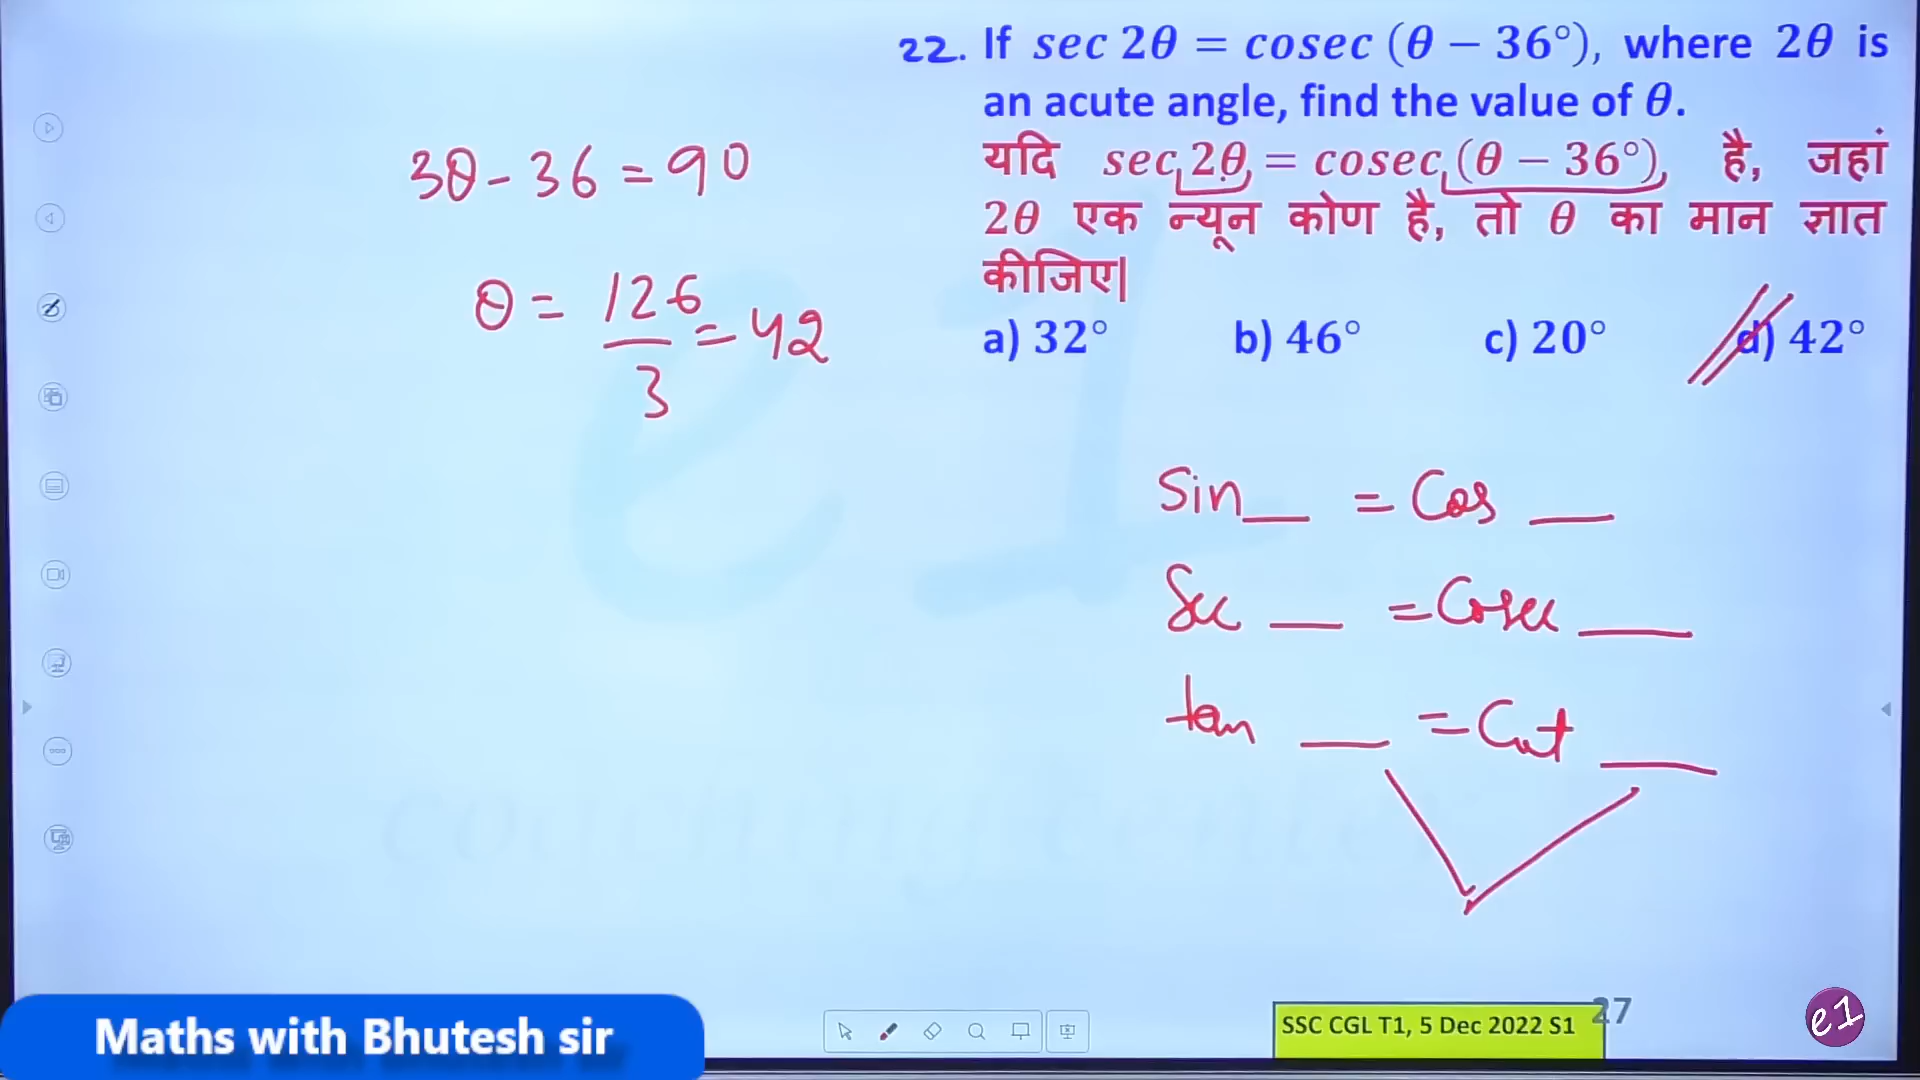 22. If sec 2θ = cosec (θ − 36°), where 2θ is
an acute angle, find the value of θ.
यदि sec 2θ = cosec (θ − 36°) है, जहां
2θ एक न्यून कोण है, तो θ का मान ज्ञात
कीजिए|
a) 32° b) 46° c) 20° d) 42°
3θ - 36 = 90
θ = 126/3 = 42
Sin __ = Cos __
Sec __ = Cosec __
tan __ = Cot __
e1
coaching center
Maths with Bhutesh sir
SSC CGL T1, 5 Dec 2022 S1
27
e1